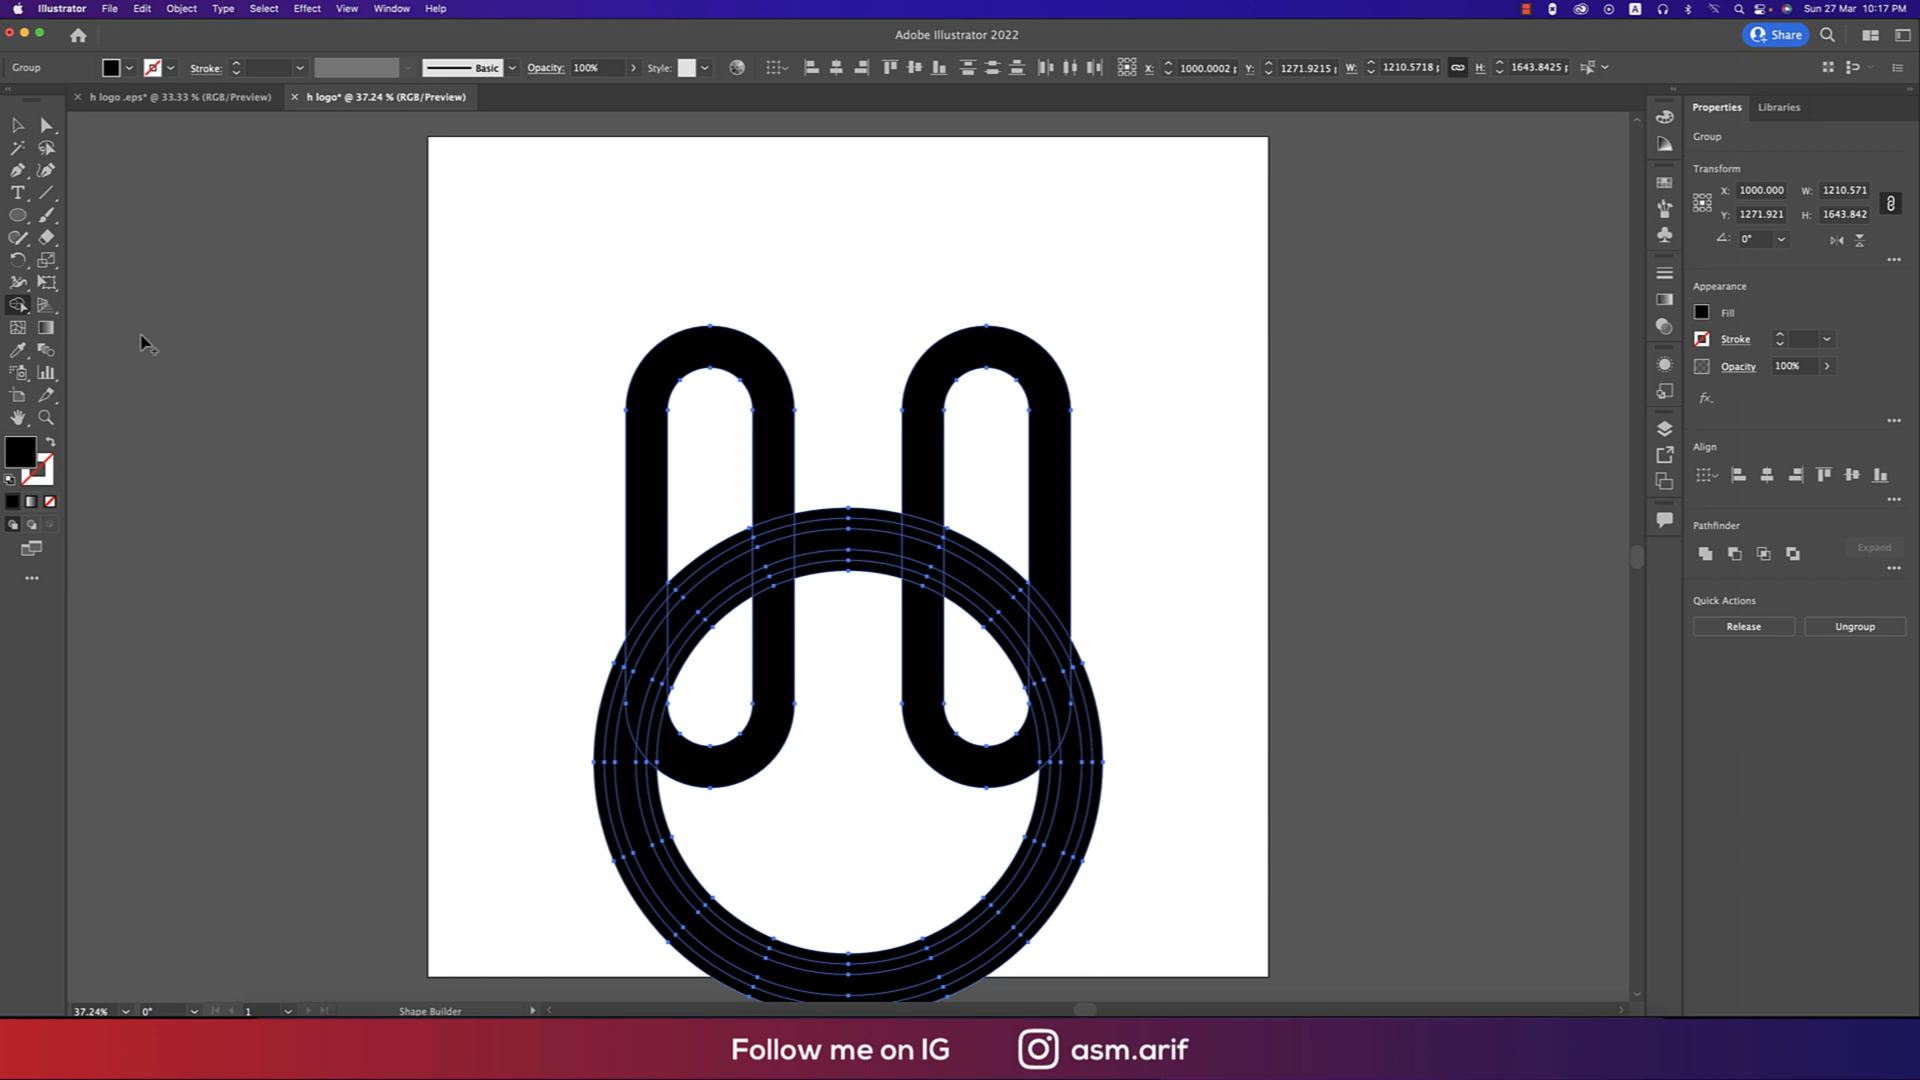 Illustrator File Edit Object Type Select Effect View Window Help
A
Sun 27 Mar 10:17 PM
Adobe Illustrator 2022
Share
Group
Stroke:
Basic
Opacity: 100%
Style:
X: 1000.0002 p
Y: 1271.9215 p
W: 1210.5718 p
H: 1643.8425 p
h logo .eps* @ 33.33 % (RGB/Preview)
h logo* @ 37.24 % (RGB/Preview)
Properties
Libraries
Group
Transform
X: 1000.000
W: 1210.571
Y: 1271.921
H: 1643.842
0°
Appearance
Fill
Stroke
Opacity 100%
fx.
Align
Pathfinder
Expand
Quick Actions
Release
Ungroup
T
37.24%
0°
1
Shape Builder
Follow me on IG
asm.arif